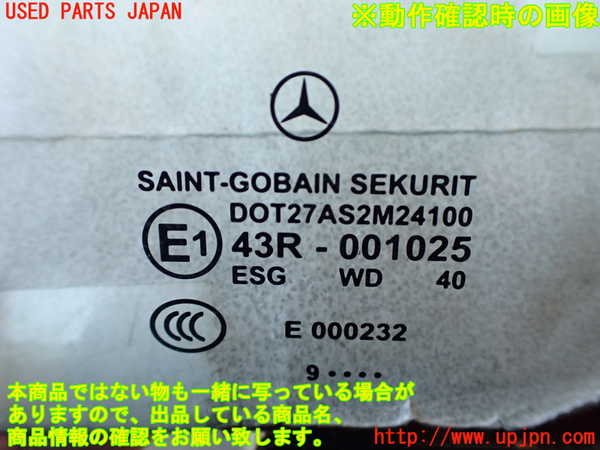 USED PARTS JAPAN
※動作確認時の画像
SAINT-GOBAIN SEKURIT
DOT27AS2M24100
E1 43R - 001025
ESG WD 40
CCC E 000232
9 ••••
本商品ではない物も一緒に写っている場合が
ありますので、出品している商品名、
商品情報の確認をお願い致します。
http://www.upjpn.com